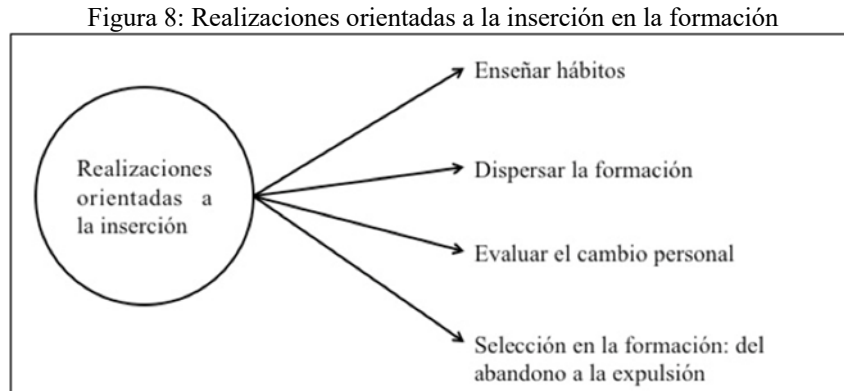 Figura 8: Realizaciones orientadas a la inserción en la formación
Enseñar hábitos
Realizaciones
orientadas a
la inserción
Dispersar la formación
Evaluar el cambio personal
Selección en la formación: del
abandono a la expulsión